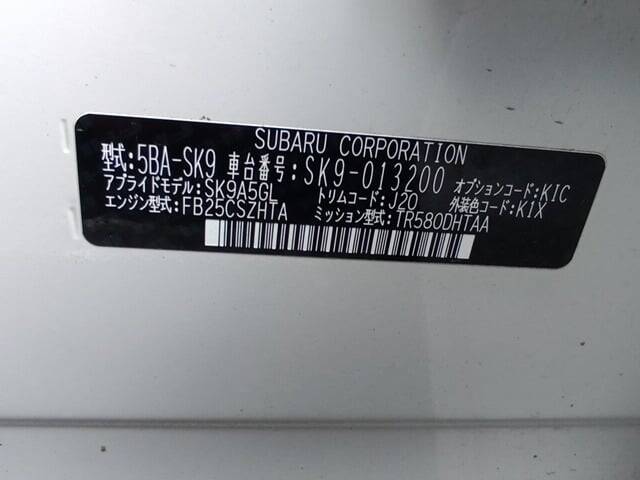 SUBARU CORPORATION
型式:5BA-SK9 車台番号:SK9-013200 オプションコード:KIC
アプライドモデル:SK9A5GL トリムコード:J20 外装色コード:K1X
エンジン型式:FB25CSZHTA ミッション型式:TR580DHTAA